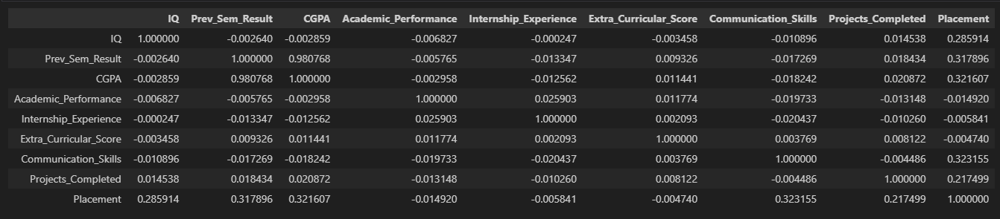 IQ Prev_Sem_Result CGPA Academic_Performance Internship_Experience Extra_Curricular_Score Communication_Skills Projects_Completed Placement
IQ 1.000000 -0.002640 -0.002859 -0.006827 -0.000247 -0.003458 -0.010896 0.014538 0.285914
Prev_Sem_Result -0.002640 1.000000 0.980768 -0.005765 -0.013347 0.009326 -0.017269 0.018434 0.317896
CGPA -0.002859 0.980768 1.000000 -0.002958 -0.012562 0.011441 -0.018242 0.020872 0.321607
Academic_Performance -0.006827 -0.005765 -0.002958 1.000000 0.025903 0.011774 -0.019733 -0.013148 -0.014920
Internship_Experience -0.000247 -0.013347 -0.012562 0.025903 1.000000 0.002093 -0.020437 -0.010260 -0.005841
Extra_Curricular_Score -0.003458 0.009326 0.011441 0.011774 0.002093 1.000000 0.003769 0.008122 -0.004740
Communication_Skills -0.010896 -0.017269 -0.018242 -0.019733 -0.020437 0.003769 1.000000 -0.004486 0.323155
Projects_Completed 0.014538 0.018434 0.020872 -0.013148 -0.010260 0.008122 -0.004486 1.000000 0.217499
Placement 0.285914 0.317896 0.321607 -0.014920 -0.005841 -0.004740 0.323155 0.217499 1.000000